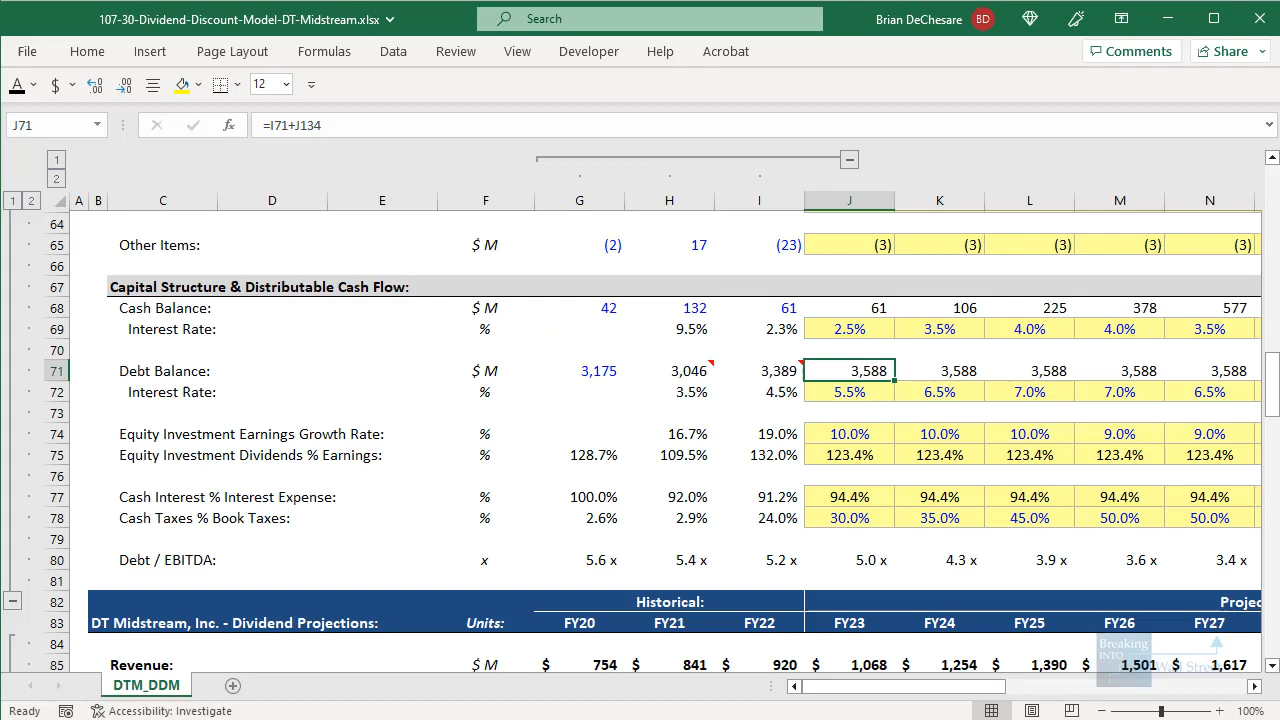 107-30-Dividend-Discount-Model-DT-Midstream.xlsx
Search
Brian DeChesare BD
File Home Insert Page Layout Formulas Data Review View Developer Help Acrobat Comments Share
A $ 12
J71 fx =I71+J134
1
2
1 2 A B C D E F G H I J K L M N
64
65 Other Items: $ M (2) 17 (23) (3) (3) (3) (3) (3)
66
67 Capital Structure & Distributable Cash Flow:
68 Cash Balance: $ M 42 132 61 61 106 225 378 577
69 Interest Rate: % 9.5% 2.3% 2.5% 3.5% 4.0% 4.0% 3.5%
70
71 Debt Balance: $ M 3,175 3,046 3,389 3,588 3,588 3,588 3,588 3,588
72 Interest Rate: % 3.5% 4.5% 5.5% 6.5% 7.0% 7.0% 6.5%
73
74 Equity Investment Earnings Growth Rate: % 16.7% 19.0% 10.0% 10.0% 10.0% 9.0% 9.0%
75 Equity Investment Dividends % Earnings: % 128.7% 109.5% 132.0% 123.4% 123.4% 123.4% 123.4% 123.4%
76
77 Cash Interest % Interest Expense: % 100.0% 92.0% 91.2% 94.4% 94.4% 94.4% 94.4% 94.4%
78 Cash Taxes % Book Taxes: % 2.6% 2.9% 24.0% 30.0% 35.0% 45.0% 50.0% 50.0%
79
80 Debt / EBITDA: x 5.6 x 5.4 x 5.2 x 5.0 x 4.3 x 3.9 x 3.6 x 3.4 x
81
82 Historical: Projec
83 DT Midstream, Inc. - Dividend Projections: Units: FY20 FY21 FY22 FY23 FY24 FY25 FY26 FY27
84
85 Revenue: $ M $ 754 $ 841 $ 920 $ 1,068 $ 1,254 $ 1,390 $ 1,501 $ 1,617
Breaking
INTO
Wall Street
DTM_DDM
Ready Accessibility: Investigate 100%